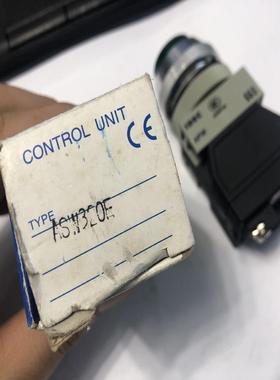 CONTROL UNIT
CE
TYPE ASW320E